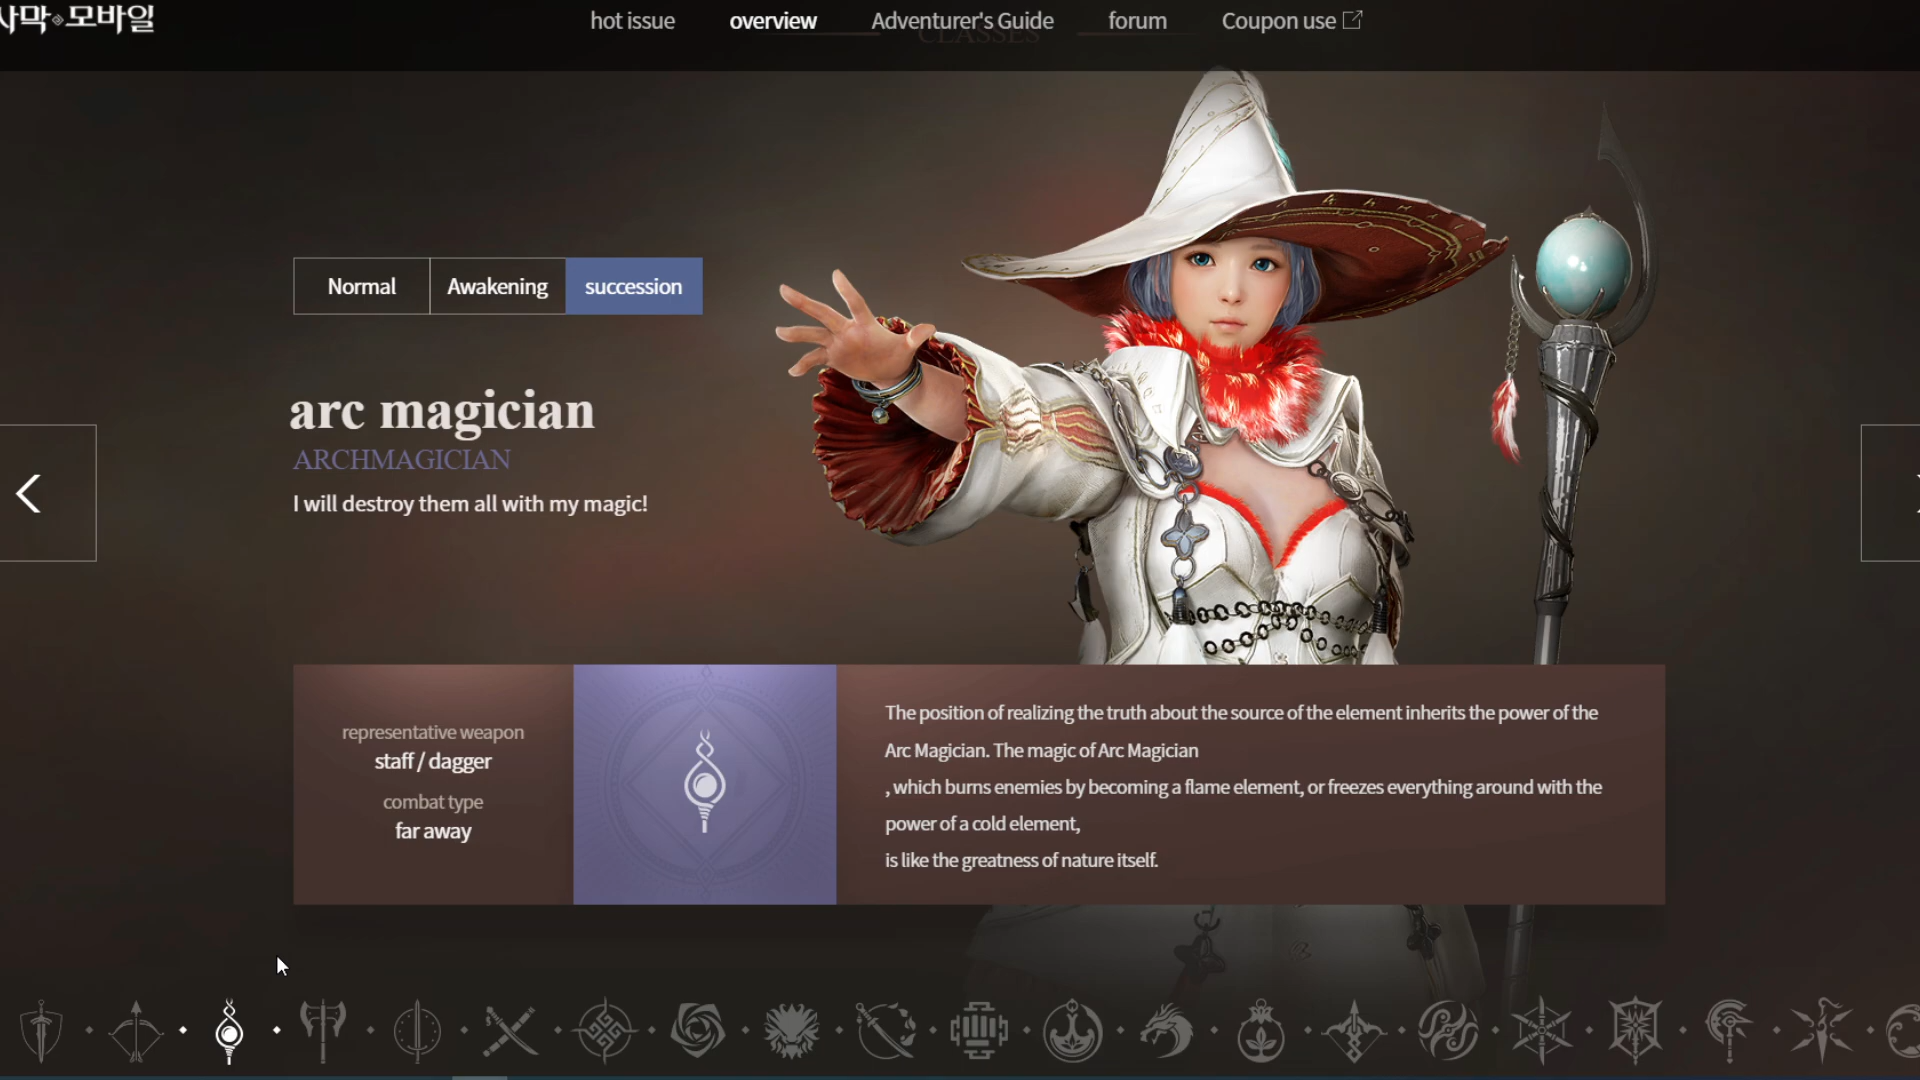 사막 모바일
hot issue
overview
Adventurer's Guide
forum
Coupon use
CLASSES
Normal
Awakening
succession
arc magician
ARCHMAGICIAN
I will destroy them all with my magic!
representative weapon
staff / dagger
combat type
far away
The position of realizing the truth about the source of the element inherits the power of the
Arc Magician. The magic of Arc Magician
, which burns enemies by becoming a flame element, or freezes everything around with the
power of a cold element,
is like the greatness of nature itself.